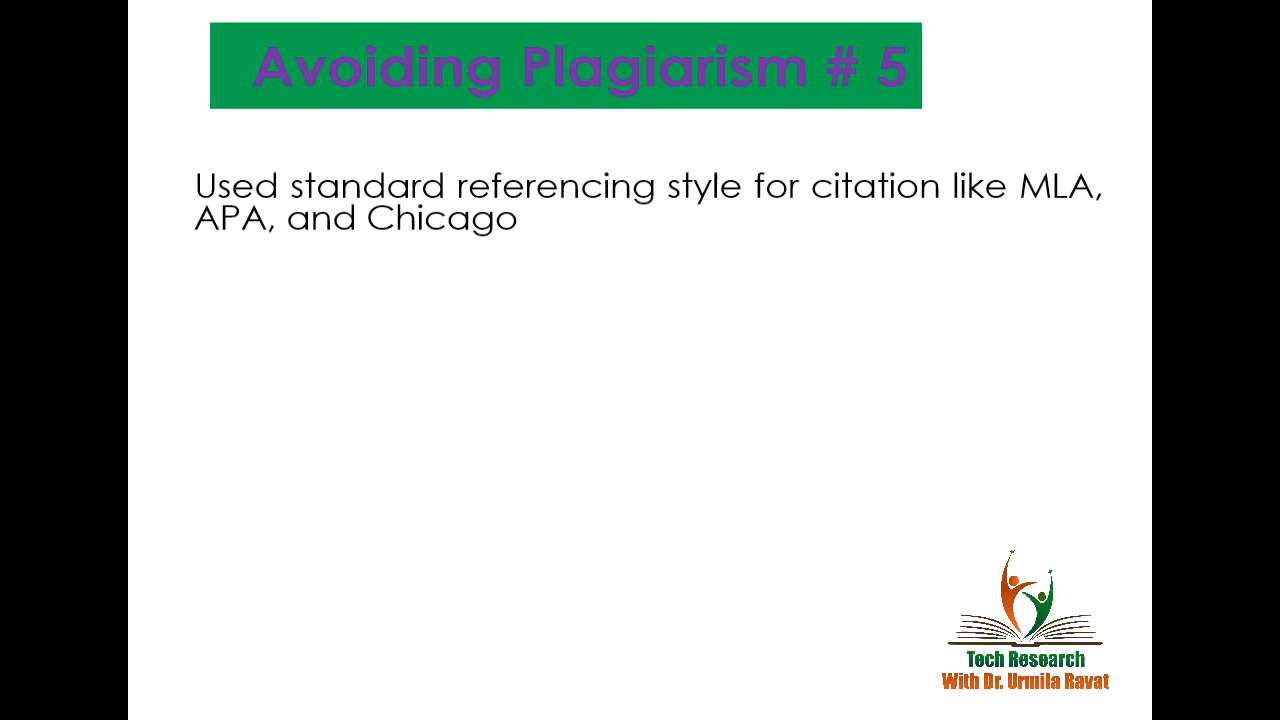 Avoiding Plagiarism # 5
Used standard referencing style for citation like MLA,
APA, and Chicago
Tech Research
With Dr. Urmila Ravat